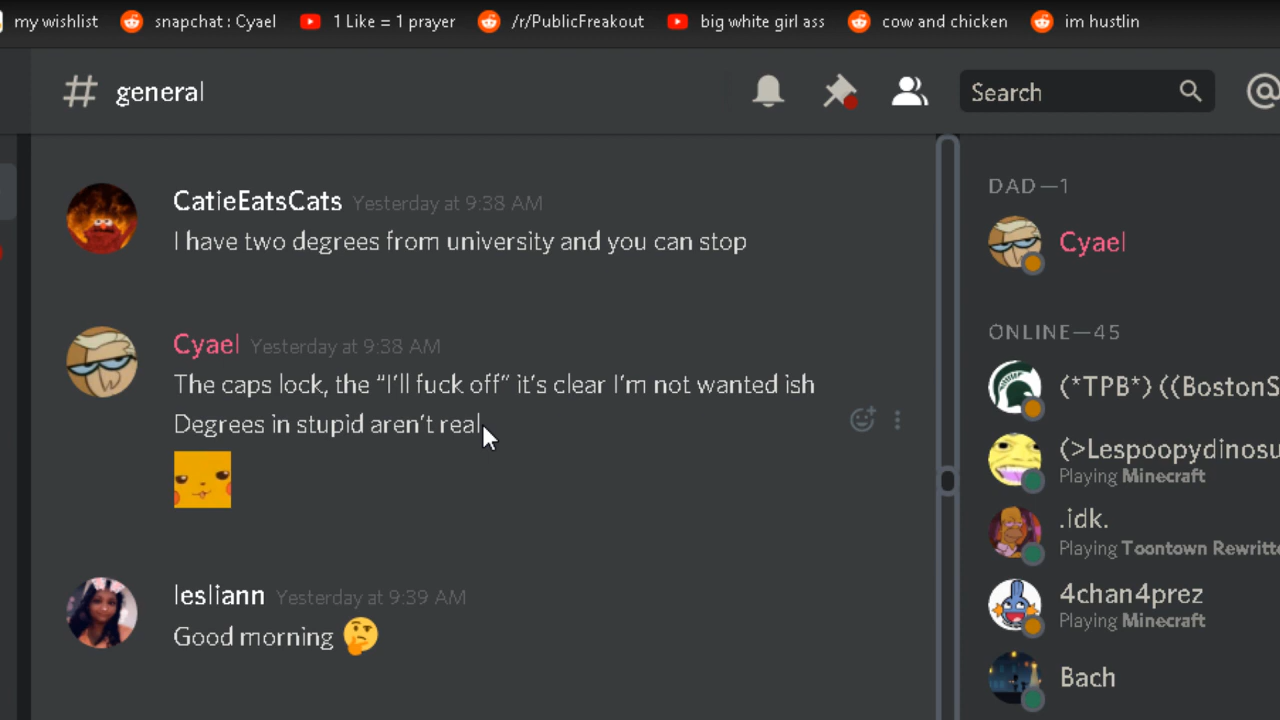 my wishlist snapchat : Cyael 1 Like = 1 prayer /r/PublicFreakout big white girl ass cow and chicken im hustlin
# general
Search
CatieEatsCats Yesterday at 9:38 AM
I have two degrees from university and you can stop
Cyael Yesterday at 9:38 AM
The caps lock, the “I’ll fuck off” it’s clear I’m not wanted ish
Degrees in stupid aren’t real
lesliann Yesterday at 9:39 AM
Good morning 🤔
DAD—1
Cyael
ONLINE—45
(*TPB*) ((BostonS
(>Lespoopydinosu
Playing Minecraft
.idk.
Playing Toontown Rewritte
4chan4prez
Playing Minecraft
Bach